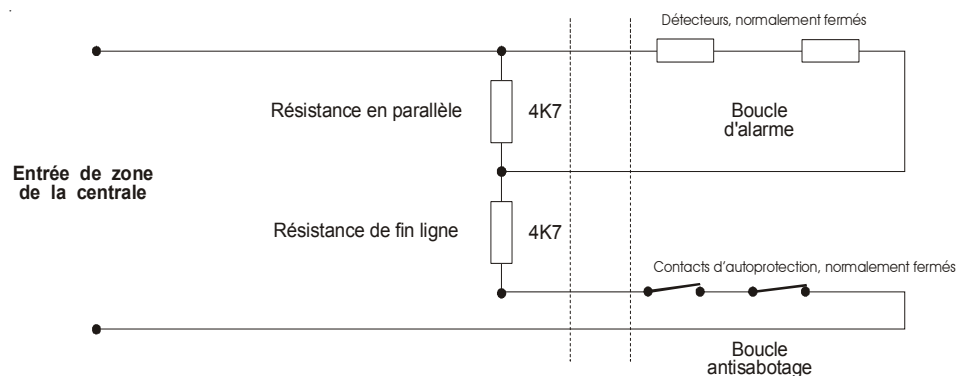 Détecteurs, normalement fermés
Résistance en parallèle
4K7
Boucle
d'alarme
Entrée de zone
de la centrale
Résistance de fin ligne
4K7
Contacts d'autoprotection, normalement fermés
Boucle
antisabotage